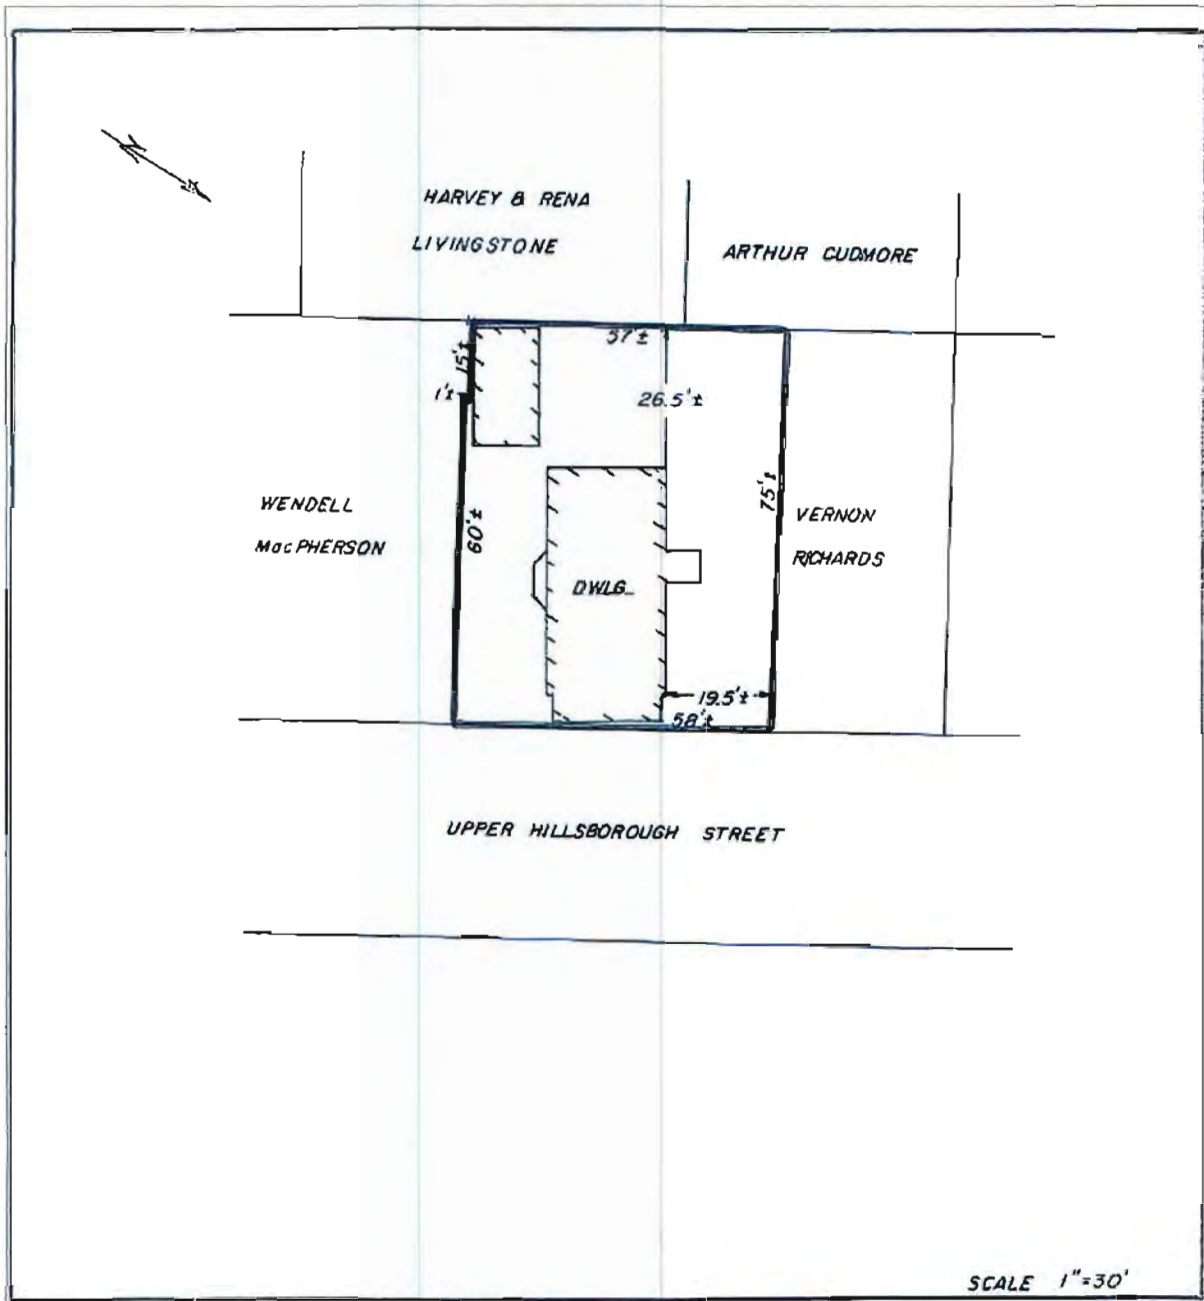 N
HARVEY & RENA
LIVINGSTONE
ARTHUR CUDMORE
57'±
15'±
1'±
26.5'±
75'±
WENDELL
MacPHERSON
60'±
VERNON
RICHARDS
DWLG.
19.5'±
58'±
UPPER HILLSBOROUGH STREET
SCALE 1"=30'